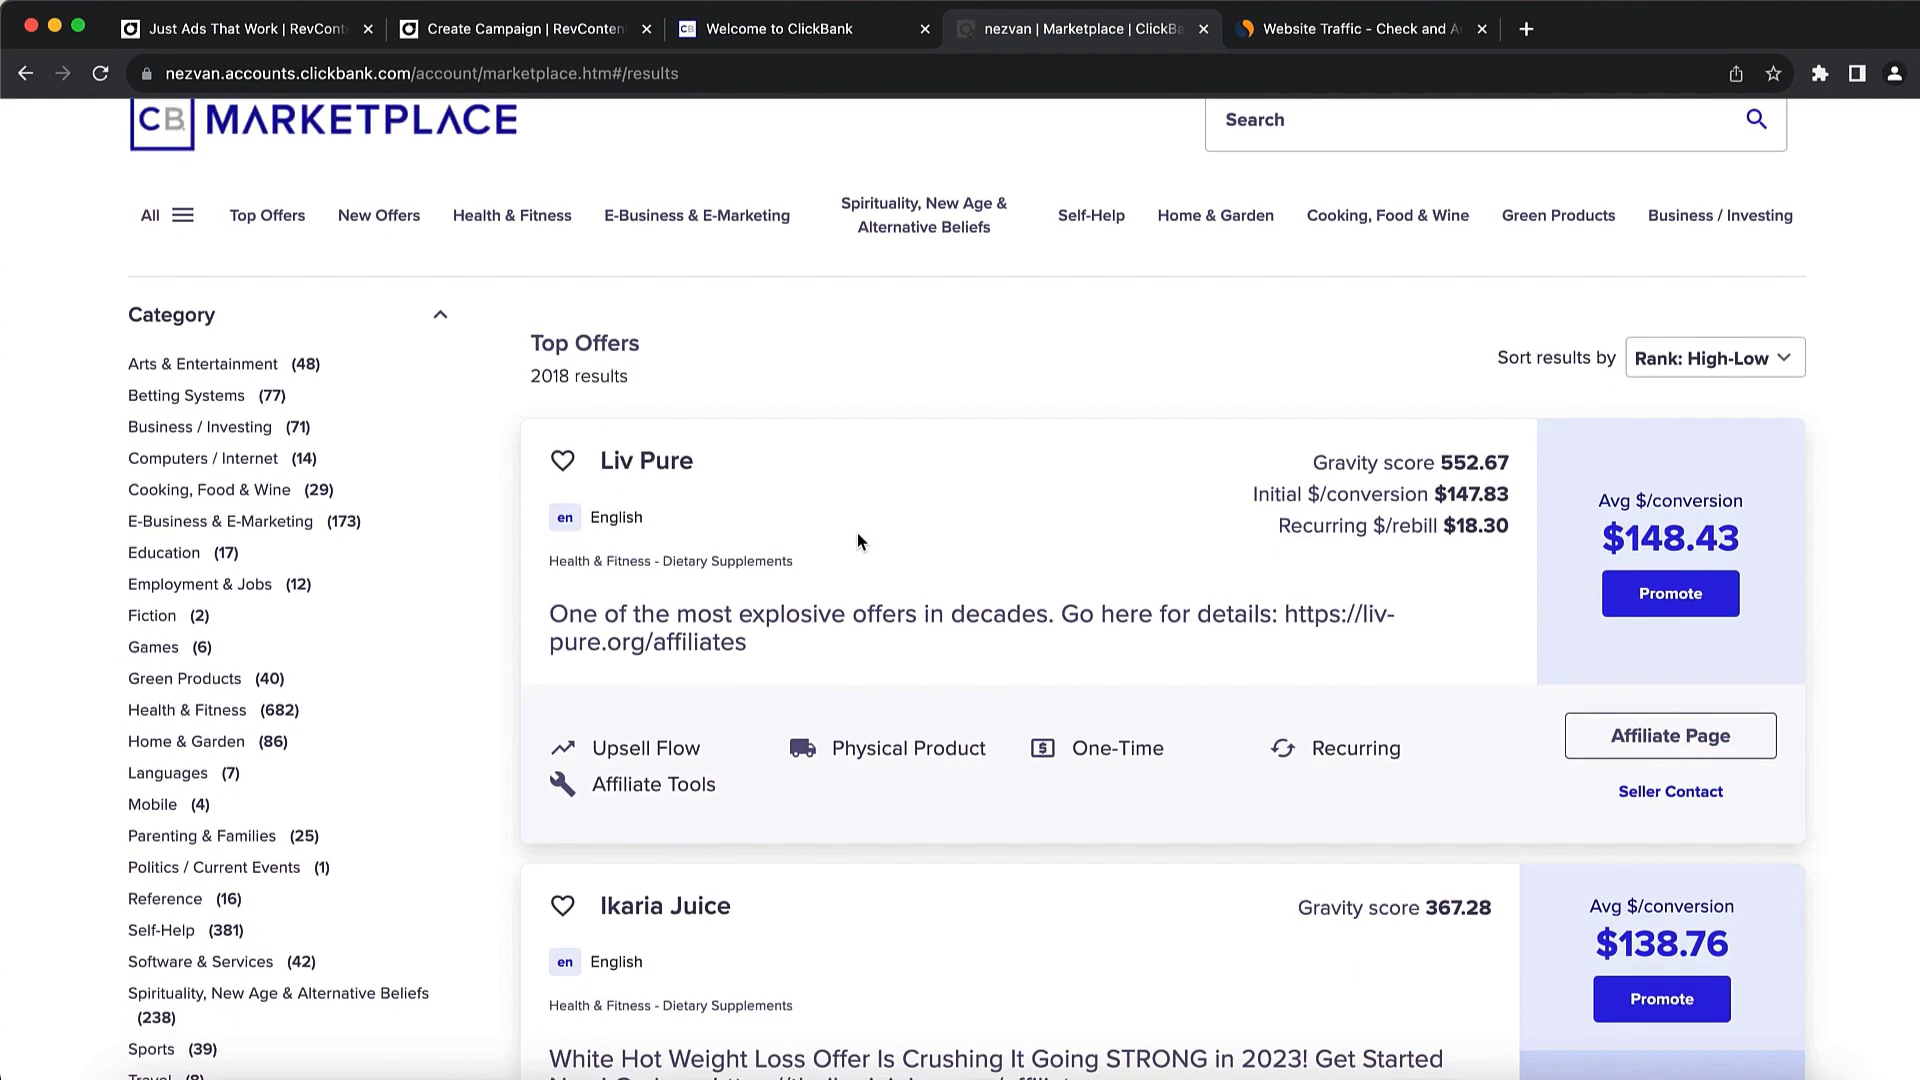 Just Ads That Work | RevCont
Create Campaign | RevConten
CB Welcome to ClickBank
nezvan | Marketplace | ClickBa
Website Traffic - Check and A
nezvan.accounts.clickbank.com/account/marketplace.htm#/results
CB MARKETPLACE
Search
All
Top Offers
New Offers
Health & Fitness
E-Business & E-Marketing
Spirituality, New Age &
Alternative Beliefs
Self-Help
Home & Garden
Cooking, Food & Wine
Green Products
Business / Investing
Category
Arts & Entertainment (48)
Betting Systems (77)
Business / Investing (71)
Computers / Internet (14)
Cooking, Food & Wine (29)
E-Business & E-Marketing (173)
Education (17)
Employment & Jobs (12)
Fiction (2)
Games (6)
Green Products (40)
Health & Fitness (682)
Home & Garden (86)
Languages (7)
Mobile (4)
Parenting & Families (25)
Politics / Current Events (1)
Reference (16)
Self-Help (381)
Software & Services (42)
Spirituality, New Age & Alternative Beliefs
(238)
Sports (39)
Top Offers
2018 results
Sort results by Rank: High-Low
Liv Pure
en English
Health & Fitness - Dietary Supplements
Gravity score 552.67
Initial $/conversion $147.83
Recurring $/rebill $18.30
One of the most explosive offers in decades. Go here for details: https://liv-
pure.org/affiliates
Avg $/conversion
$148.43
Promote
Upsell Flow
Physical Product
One-Time
Recurring
Affiliate Tools
Affiliate Page
Seller Contact
Ikaria Juice
Gravity score 367.28
en English
Health & Fitness - Dietary Supplements
White Hot Weight Loss Offer Is Crushing It Going STRONG in 2023! Get Started
Avg $/conversion
$138.76
Promote